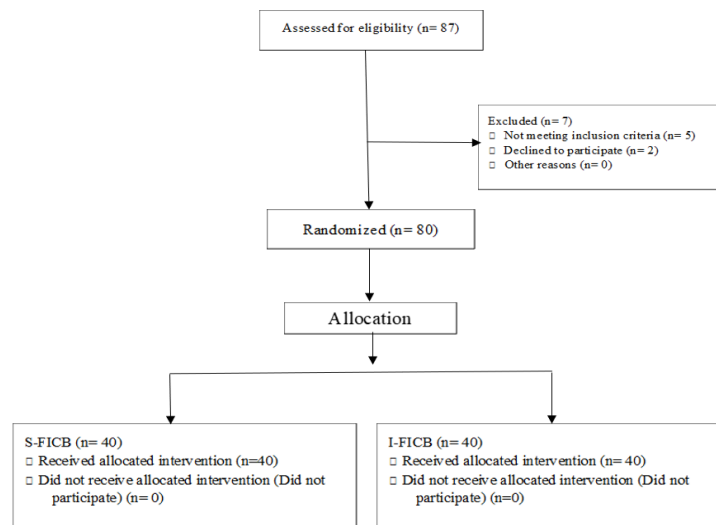 Assessed for eligibility (n= 87)
Excluded (n= 7)
□ Not meeting inclusion criteria (n= 5)
□ Declined to participate (n= 2)
□ Other reasons (n= 0)
Randomized (n= 80)
Allocation
S-FICB (n= 40)
□ Received allocated intervention (n=40)
□ Did not receive allocated intervention (Did not
participate) (n= 0)
I-FICB (n= 40)
□ Received allocated intervention (n= 40)
□ Did not receive allocated intervention (Did not
participate) (n=0)